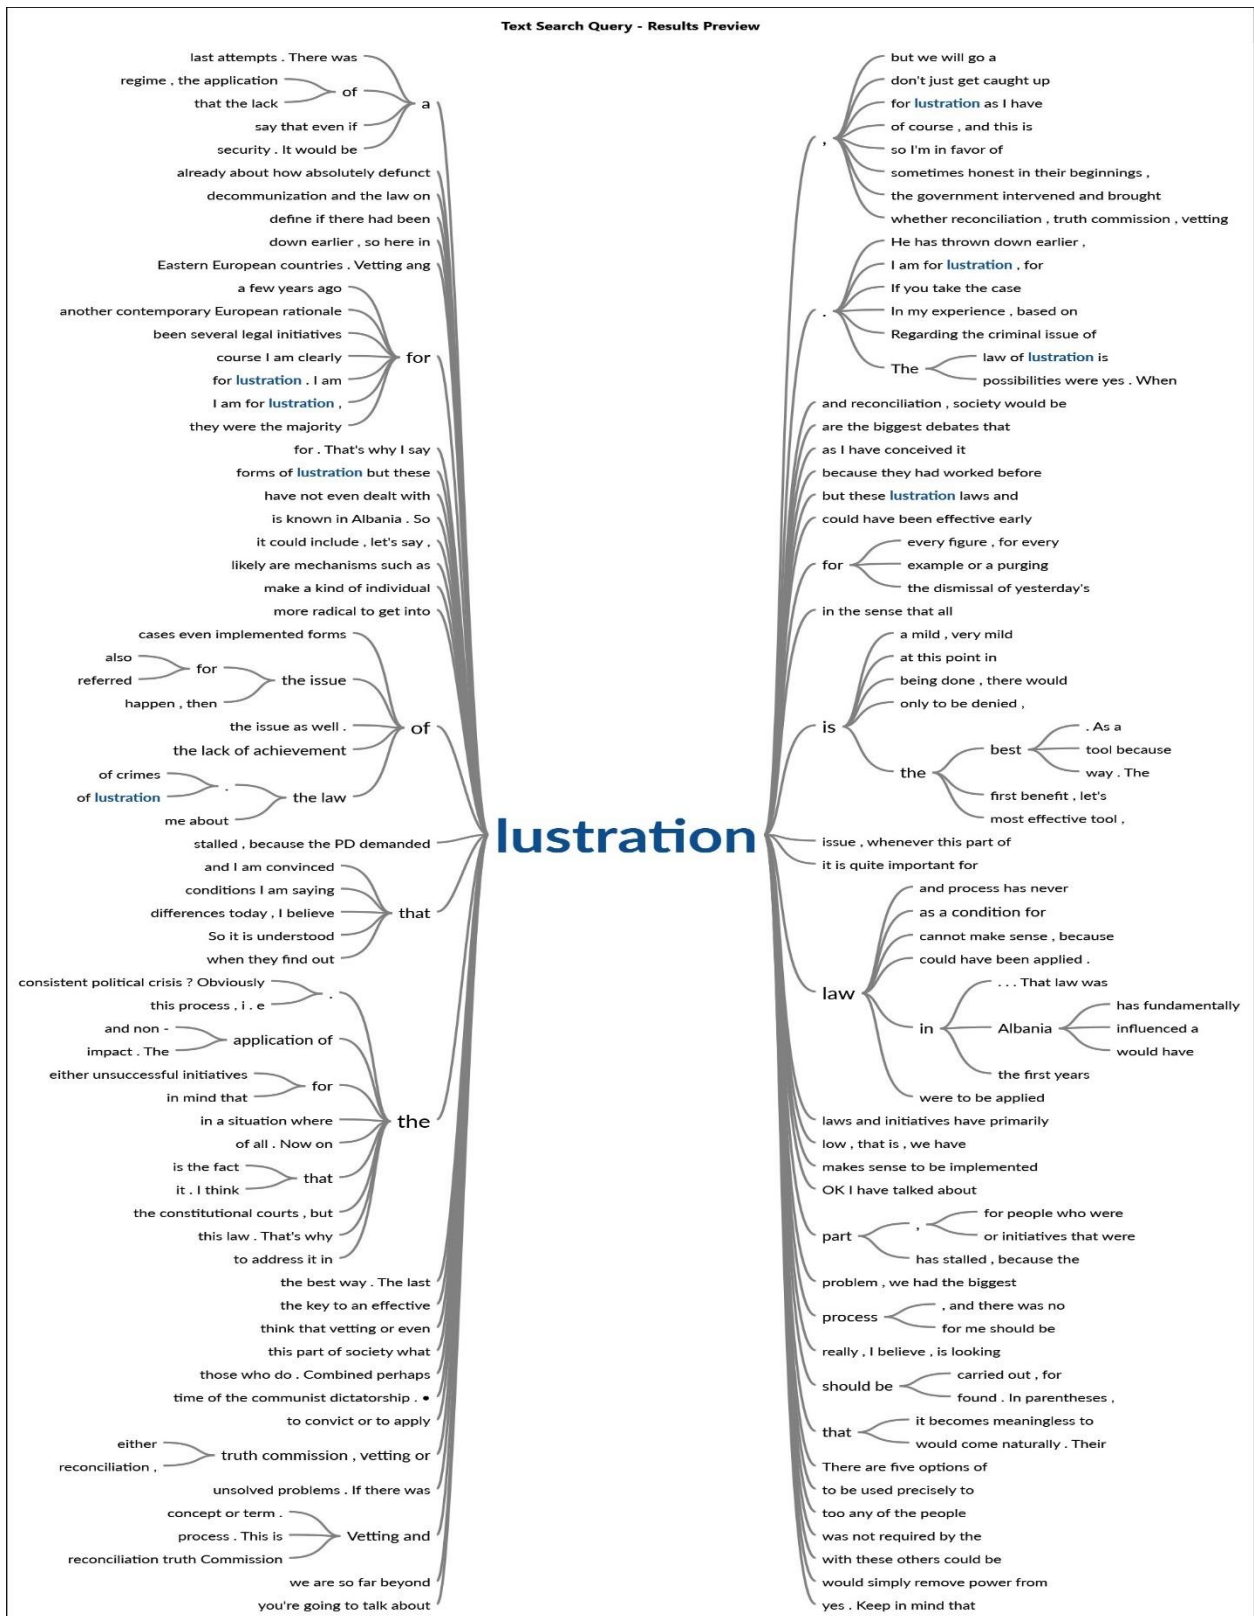 Text Search Query - Results Preview
last attempts . There was
regime , the application
that the lack
of
say that even if
security . It would be
a
already about how absolutely defunct
decommunization and the law on
define if there had been
down earlier , so here in
Eastern European countries . Vetting ang
a few years ago
another contemporary European rationale
been several legal initiatives
course I am clearly
for lustration . I am
I am for lustration ,
they were the majority
for
for . That's why I say
forms of lustration but these
have not even dealt with
is known in Albania . So
it could include , let's say ,
likely are mechanisms such as
make a kind of individual
more radical to get into
cases even implemented forms
also
referred
for
happen , then
the issue
the issue as well .
the lack of achievement
of crimes
of lustration
.
me about
the law
of
stalled , because the PD demanded
and I am convinced
conditions I am saying
differences today , I believe
So it is understood
when they find out
that
consistent political crisis ? Obviously
this process , i . e
.
and non -
impact . The
application of
either unsuccessful initiatives
in mind that
for
in a situation where
of all . Now on
is the fact
it . I think
that
the constitutional courts , but
this law . That's why
to address it in
the
the best way . The last
the key to an effective
think that vetting or even
this part of society what
those who do . Combined perhaps
time of the communist dictatorship . •
to convict or to apply
either
reconciliation ,
truth commission , vetting or
unsolved problems . If there was
concept or term .
process . This is
reconciliation truth Commission
Vetting and
we are so far beyond
you're going to talk about
lustration
,
but we will go a
don't just get caught up
for lustration as I have
of course , and this is
so I'm in favor of
sometimes honest in their beginnings ,
the government intervened and brought
whether reconciliation , truth commission , vetting
.
He has thrown down earlier ,
I am for lustration , for
If you take the case
In my experience , based on
Regarding the criminal issue of
The
law of lustration is
possibilities were yes . When
and reconciliation , society would be
are the biggest debates that
as I have conceived it
because they had worked before
but these lustration laws and
could have been effective early
for
every figure , for every
example or a purging
the dismissal of yesterday's
in the sense that all
is
a mild , very mild
at this point in
being done , there would
only to be denied ,
the
best
. As a
tool because
way . The
first benefit , let's
most effective tool ,
issue , whenever this part of
it is quite important for
law
and process has never
as a condition for
cannot make sense , because
could have been applied .
in
. . . That law was
Albania
has fundamentally
influenced a
would have
the first years
were to be applied
laws and initiatives have primarily
low , that is , we have
makes sense to be implemented
OK I have talked about
part
,
for people who were
or initiatives that were
has stalled , because the
problem , we had the biggest
process
, and there was no
for me should be
really , I believe , is looking
should be
carried out , for
found . In parentheses ,
that
it becomes meaningless to
would come naturally . Their
There are five options of
to be used precisely to
too any of the people
was not required by the
with these others could be
would simply remove power from
yes . Keep in mind that